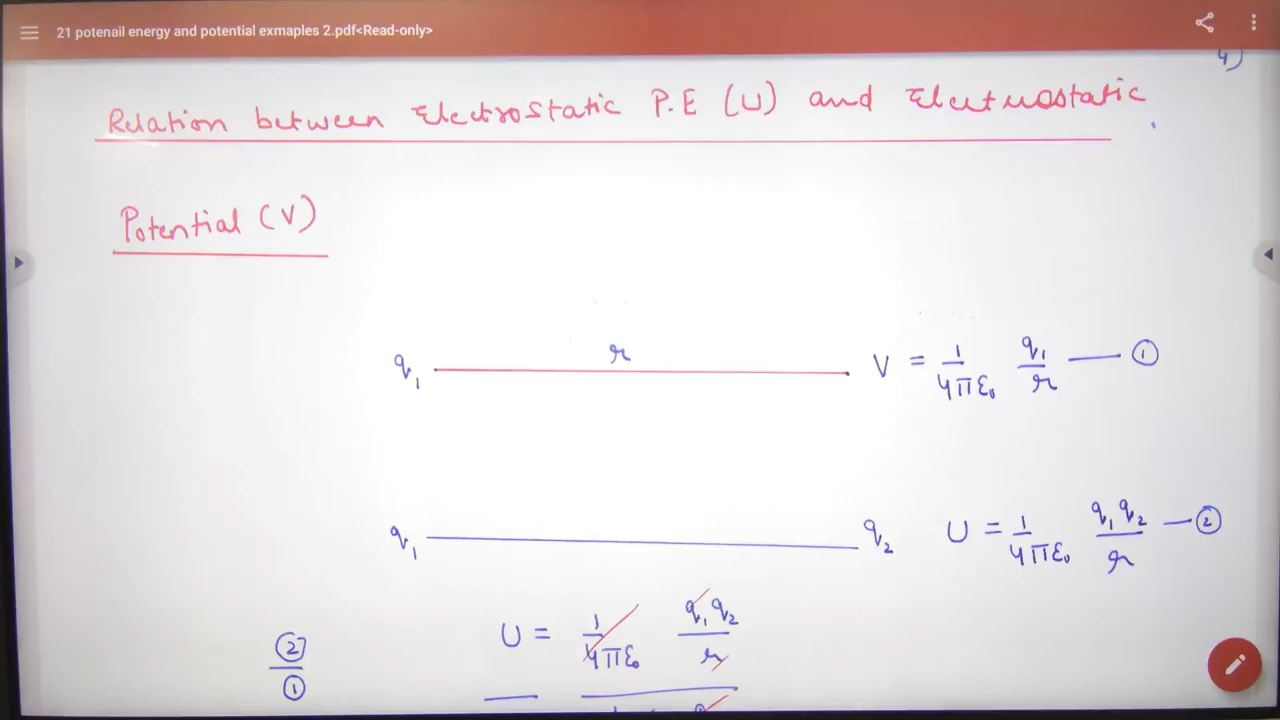 21 potenail energy and potential exmaples 2.pdf<Read-only>
4)
Relation between Electrostatic P.E (U) and Electrostatic
Potential (V)
r
q₁ V = 1/4πε₀ q₁/r — ①
q₁ q₂ U = 1/4πε₀ q₁q₂/r — ②
②/① U = 1/4πε₀ q₁q₂/r